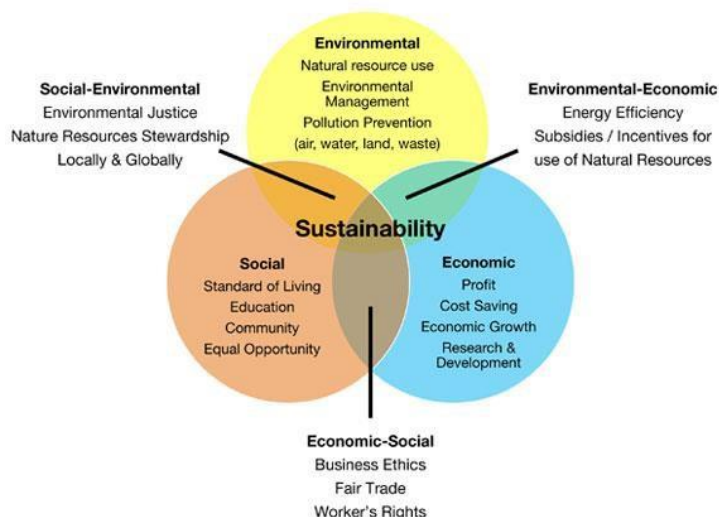 Environmental
Natural resource use
Environmental
Management
Pollution Prevention
(air, water, land, waste)
Social-Environmental
Environmental Justice
Nature Resources Stewardship
Locally & Globally
Environmental-Economic
Energy Efficiency
Subsidies / Incentives for
use of Natural Resources
Sustainability
Social
Standard of Living
Education
Community
Equal Opportunity
Economic
Profit
Cost Saving
Economic Growth
Research &
Development
Economic-Social
Business Ethics
Fair Trade
Worker's Rights